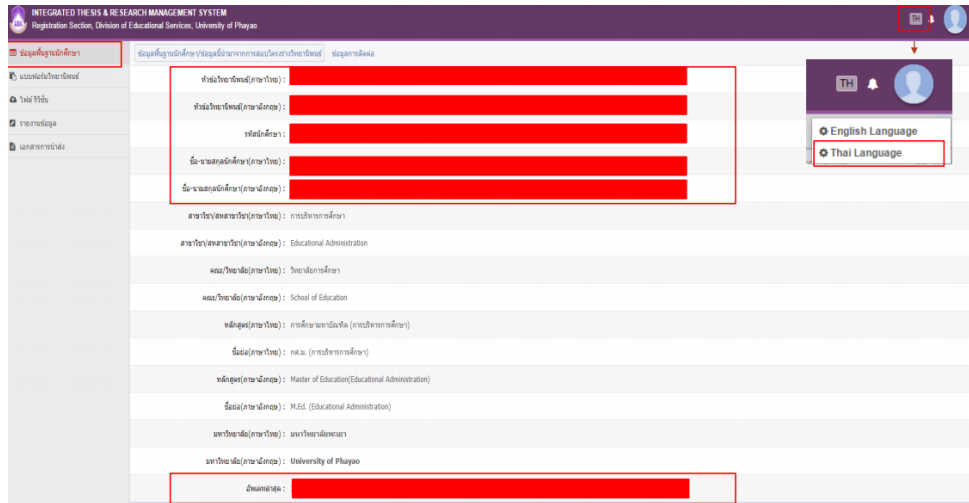 INTEGRATED THESIS & RESEARCH MANAGEMENT SYSTEM
Registration Section, Division of Educational Services, University of Phayao
TH
ข้อมูลพื้นฐานนักศึกษา
แบบฟอร์มวิทยานิพนธ์
ไฟล์ รีวิชั่น
รายงานข้อมูล
เอกสารการนำส่ง
ข้อมูลพื้นฐานนักศึกษา/ข้อมูลนี้นำมาจากการสอบโครงร่างวิทยานิพนธ์ ข้อมูลการติดต่อ
TH
English Language
Thai Language
หัวข้อวิทยานิพนธ์(ภาษาไทย) :
หัวข้อวิทยานิพนธ์(ภาษาอังกฤษ) :
รหัสนักศึกษา :
ชื่อ-นามสกุลนักศึกษา(ภาษาไทย) :
ชื่อ-นามสกุลนักศึกษา(ภาษาอังกฤษ) :
สาขาวิชา/สหสาขาวิชา(ภาษาไทย) : การบริหารการศึกษา
สาขาวิชา/สหสาขาวิชา(ภาษาอังกฤษ) : Educational Administration
คณะ/วิทยาลัย(ภาษาไทย) : วิทยาลัยการศึกษา
คณะ/วิทยาลัย(ภาษาอังกฤษ) : School of Education
หลักสูตร(ภาษาไทย) : การศึกษามหาบัณฑิต (การบริหารการศึกษา)
ชื่อย่อ(ภาษาไทย) : กศ.ม. (การบริหารการศึกษา)
หลักสูตร(ภาษาอังกฤษ) : Master of Education(Educational Administration)
ชื่อย่อ(ภาษาอังกฤษ) : M.Ed. (Educational Administration)
มหาวิทยาลัย(ภาษาไทย) : มหาวิทยาลัยพะเยา
มหาวิทยาลัย(ภาษาอังกฤษ) : University of Phayao
อัพเดทล่าสุด :